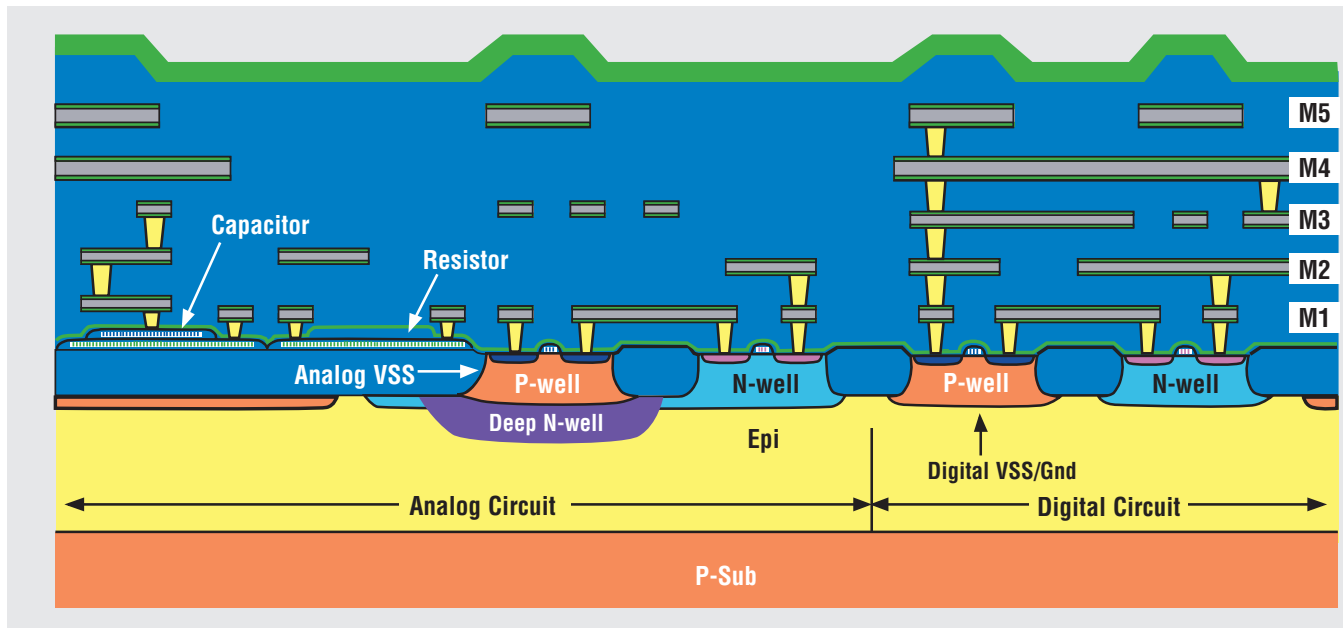 M5
M4
M3
Capacitor
Resistor
M2
M1
Analog VSS
P-well
N-well
P-well
N-well
Deep N-well
Epi
Digital VSS/Gnd
Analog Circuit
Digital Circuit
P-Sub